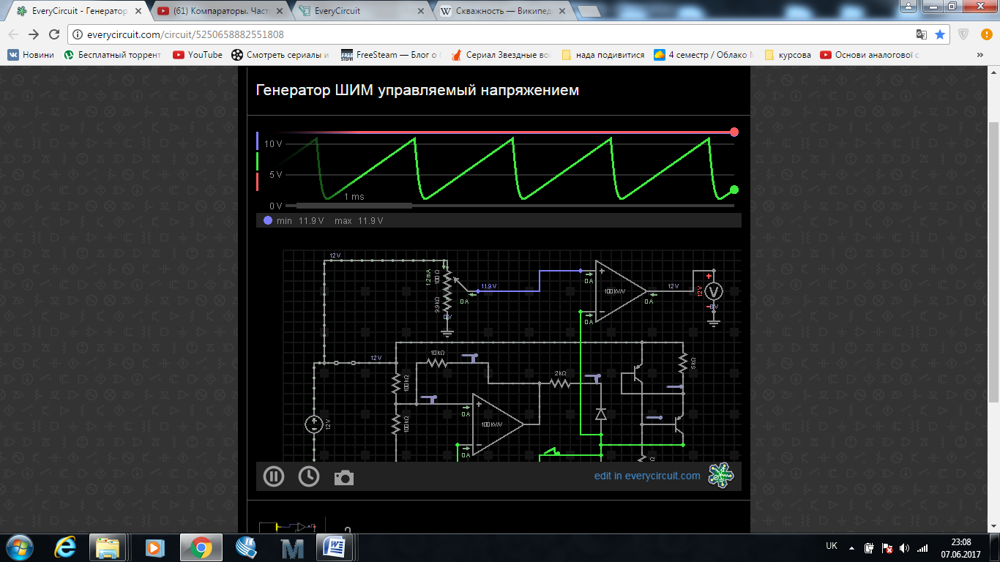 EveryCircuit - Генератор
(61) Компараторы. Част
EveryCircuit
Скважность — Википед
everycircuit.com/circuit/5250658882551808
Новини
Бесплатный торрент
YouTube
Смотреть сериалы и
FreeSteam — Блог о
Сериал Звездные во
нада подивитися
4 семестр / Облако
курсова
Основи аналогової с
»
Генератор ШИМ управляемый напряжением
10 V
5 V
1 ms
0 V
min 11.9 V max 11.9 V
12 V
1.2mA
100 Ω
11.9 V
0 A
9.9 kΩ
0V
0 A
100 kV/V
0 A
12 V
0 A
12 V
V
0V
12 V
10 kΩ
100 kΩ
2 kΩ
5 kΩ
12 V
100 kΩ
0 A
100 kV/V
0 A
Ω
edit in everycircuit.com
UK
23:08
07.06.2017